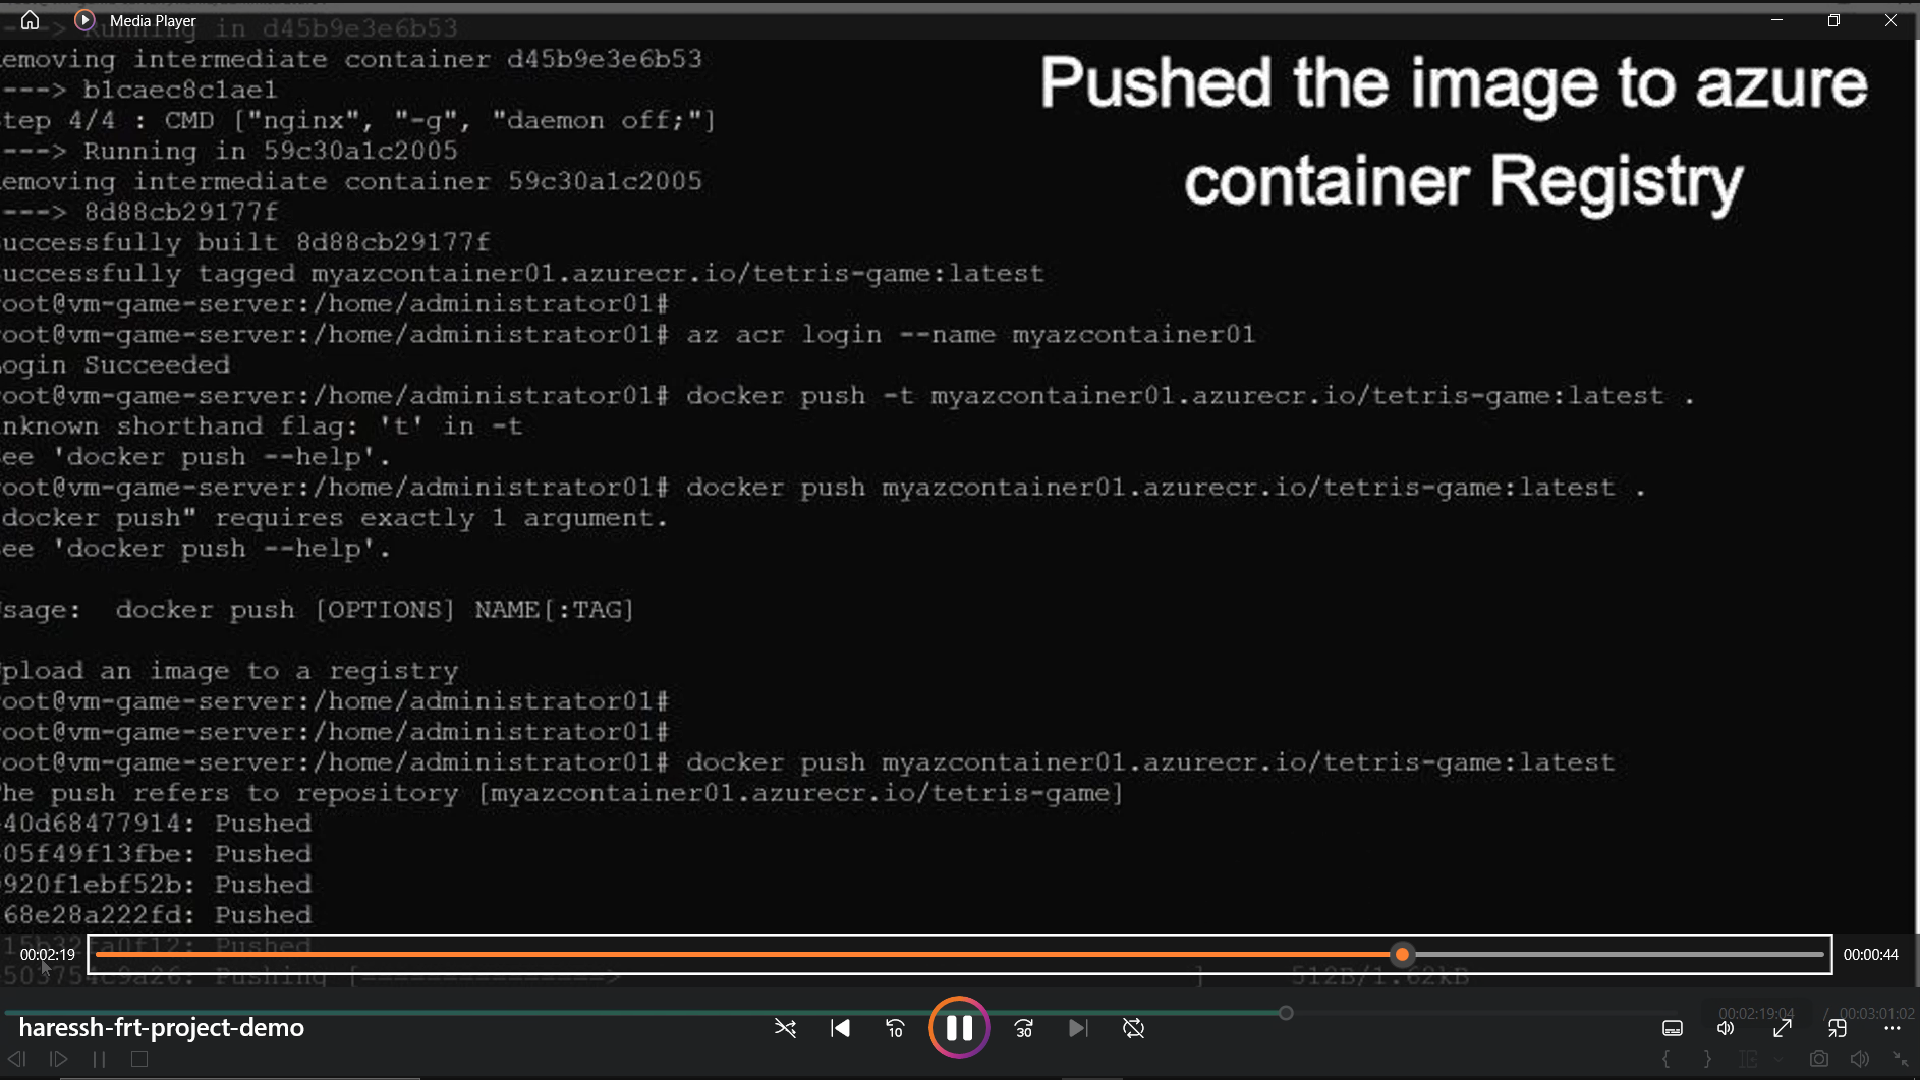 Media Player
---> Running in d45b9e3e6b53
emoving intermediate container d45b9e3e6b53
---> b1caec8c1ae1
tep 4/4 : CMD ["nginx", "-g", "daemon off;"]
---> Running in 59c30a1c2005
emoving intermediate container 59c30a1c2005
---> 8d88cb29177f
uccessfully built 8d88cb29177f
uccessfully tagged myazcontainer01.azurecr.io/tetris-game:latest
oot@vm-game-server:/home/administrator01#
oot@vm-game-server:/home/administrator01# az acr login --name myazcontainer01
ogin Succeeded
oot@vm-game-server:/home/administrator01# docker push -t myazcontainer01.azurecr.io/tetris-game:latest .
nknown shorthand flag: 't' in -t
ee 'docker push --help'.
oot@vm-game-server:/home/administrator01# docker push myazcontainer01.azurecr.io/tetris-game:latest .
docker push" requires exactly 1 argument.
ee 'docker push --help'.
sage: docker push [OPTIONS] NAME[:TAG]
pload an image to a registry
oot@vm-game-server:/home/administrator01#
oot@vm-game-server:/home/administrator01#
oot@vm-game-server:/home/administrator01# docker push myazcontainer01.azurecr.io/tetris-game:latest
he push refers to repository [myazcontainer01.azurecr.io/tetris-game]
40d68477914: Pushed
05f49f13fbe: Pushed
920f1ebf52b: Pushed
68e28a222fd: Pushed
15b32fa0f12: Pushed
503754c9a26: Pushing [===============> ] 512B/1.62kB
Pushed the image to azure
container Registry
00:02:19
00:00:44
haressh-frt-project-demo
10
30
00:02:19:04 / 00:03:01:02